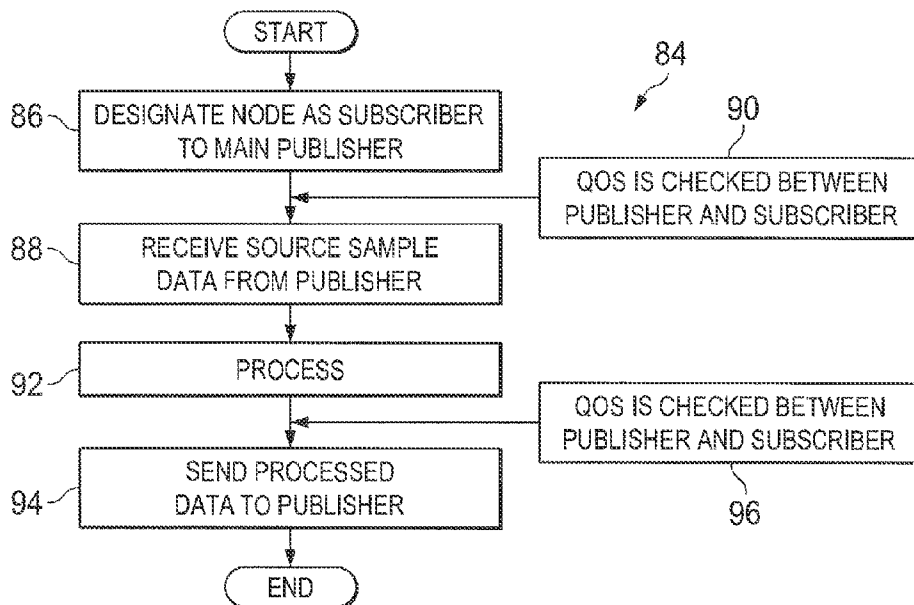 START
84
86
DESIGNATE NODE AS SUBSCRIBER
TO MAIN PUBLISHER
90
QOS IS CHECKED BETWEEN
PUBLISHER AND SUBSCRIBER
88
RECEIVE SOURCE SAMPLE
DATA FROM PUBLISHER
92
PROCESS
QOS IS CHECKED BETWEEN
PUBLISHER AND SUBSCRIBER
96
94
SEND PROCESSED
DATA TO PUBLISHER
END